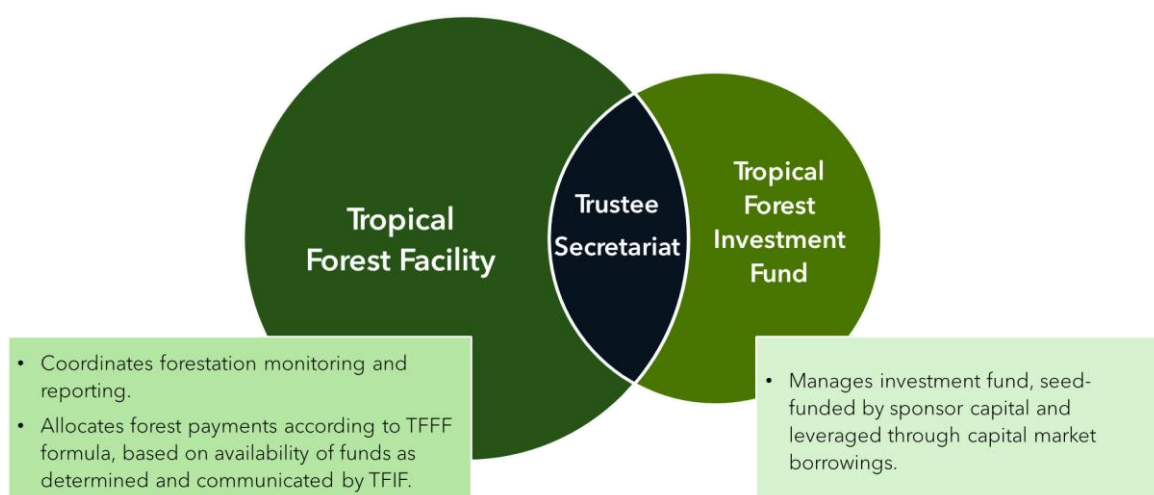 Tropical
Forest Facility
Trustee
Secretariat
Tropical
Forest
Investment
Fund
• Coordinates forestation monitoring and
reporting.
• Allocates forest payments according to TFFF
formula, based on availability of funds as
determined and communicated by TFIF.
• Manages investment fund, seed-
funded by sponsor capital and
leveraged through capital market
borrowings.